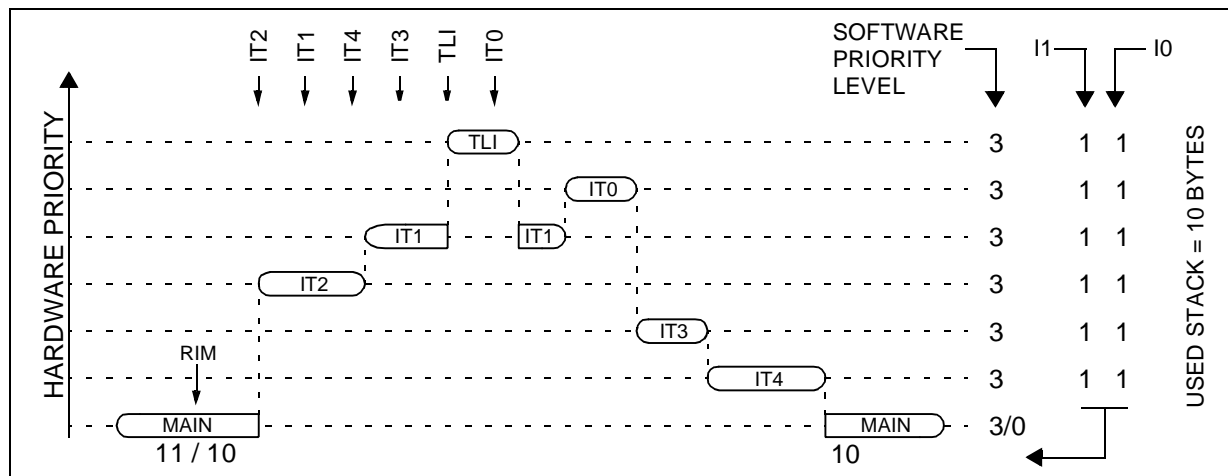 IT2
IT1
IT4
IT3
TLI
IT0
SOFTWARE
PRIORITY
LEVEL
I1
I0
HARDWARE PRIORITY
TLI
3
1 1
IT0
3
1 1
IT1
IT1
3
1 1
IT2
3
1 1
IT3
3
1 1
RIM
IT4
3
1 1
MAIN
MAIN
3/0
11 / 10
10
USED STACK = 10 BYTES